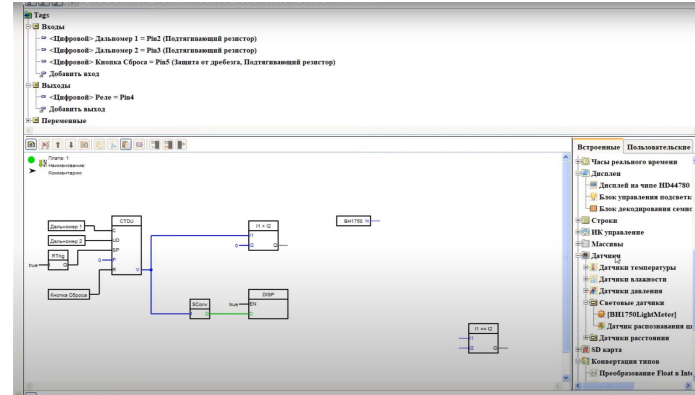 Tags
Входы
<Цифровой> Дальномер 1 = Pin2 (Подтягивающий резистор)
<Цифровой> Дальномер 2 = Pin3 (Подтягивающий резистор)
<Цифровой> Кнопка Сброса = Pin5 (Защита от дребезга, Подтягивающий резистор)
Добавить вход
Выходы
<Цифровой> Реле = Pin4
Добавить выход
Переменные
Плата: 1
Наименование:
Комментарии:
Дальномер 1
Дальномер 2
RTrig
I Q
true
Кнопка Сброса
CTDU
C
UD
SP
0 P
R V
I1 > I2
I1
0 I2 Q
BH1750 lx
SConv
I O
DISP
true EN
I1 == I2
I1
I2 Q
Встроенные Пользовательские
Часы реального времени
Дисплеи
Дисплей на чипе HD44780
Блок управления подсветк
Блок декодирования семис
Строки
ИК управление
Массивы
Датчики
Датчики температуры
Датчики влажности
Датчики давления
Световые датчики
[BH1750LightMeter]
Датчик распознавания цв
Датчики расстояния
SD карта
Конвертация типов
Преобразование Float в Inte